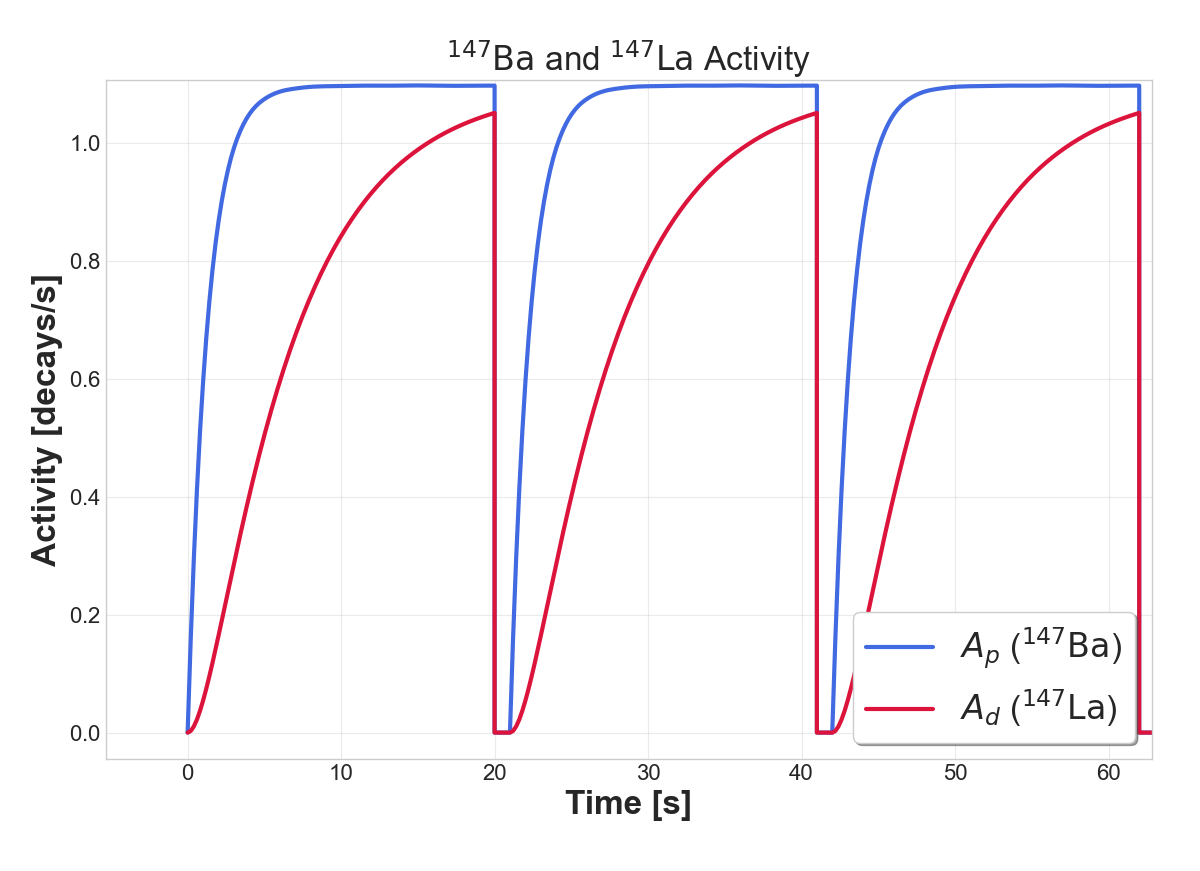 ¹⁴⁷Ba and ¹⁴⁷La Activity
Activity [decays/s]
1.0
0.8
0.6
0.4
0.2
0.0
0 10 20 30 40 50 60
Time [s]
Aₚ (¹⁴⁷Ba)
A_d (¹⁴⁷La)